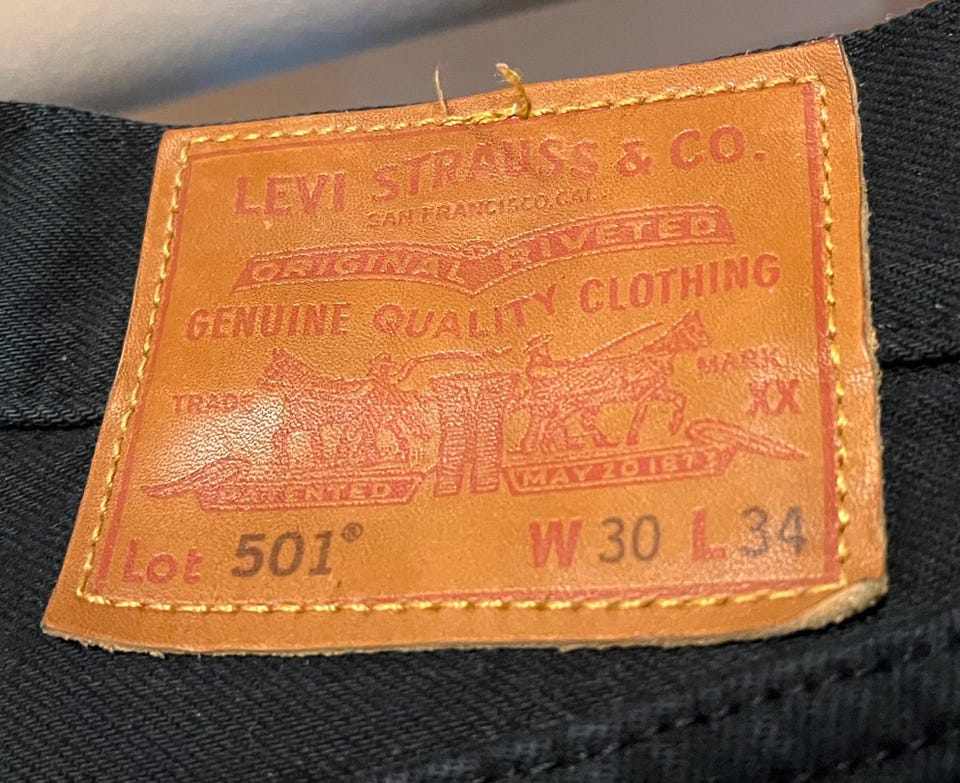 LEVI STRAUSS & CO.
SAN FRANCISCO, CAL.
ORIGINAL RIVETED
GENUINE QUALITY CLOTHING
TRADE MARK
XX
PATENTED MAY 20 1873
Lot 501® W 30 L 34